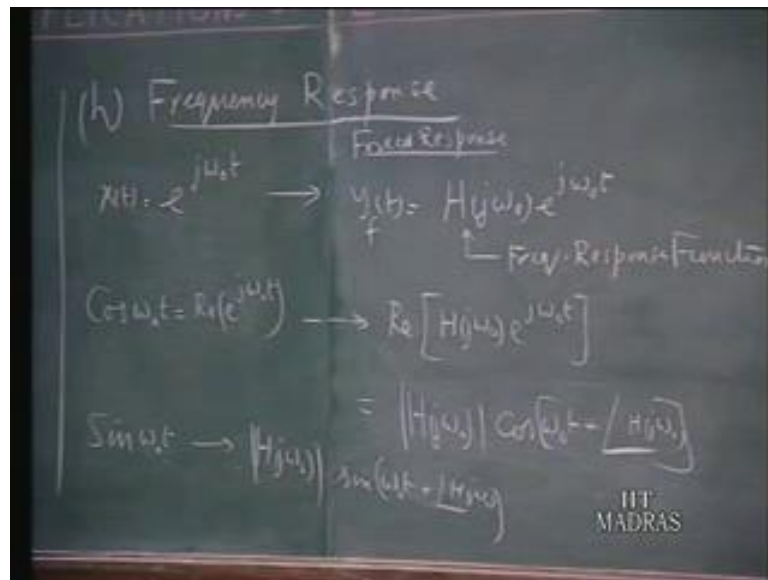 PLICATION
(h) Frequency Response
Forced Response
x(t) = e^{jω₀t} → y_f(t) = H(jω₀) e^{jω₀t}
Freq. Response Function
Cos ω₀t = Re(e^{jω₀t}) → Re [H(jω₀) e^{jω₀t}]
= |H(jω₀)| Cos(ω₀t + ∠H(jω₀))
Sin ω₀t → |H(jω₀)| sin(ω₀t + ∠H(jω₀))
IIT
MADRAS